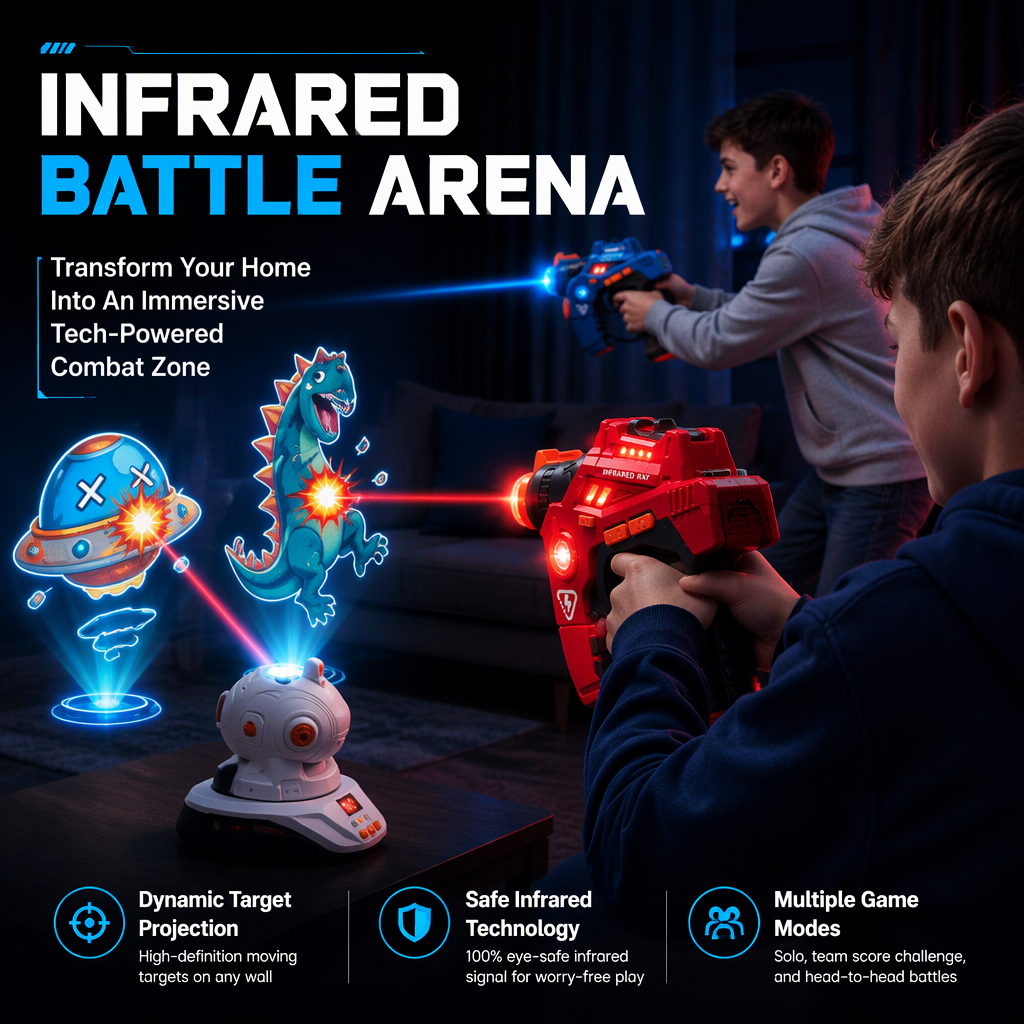 INFRARED
BATTLE ARENA
Transform Your Home
Into An Immersive
Tech-Powered
Combat Zone
INFRARED RAY
Dynamic Target
Projection
High-definition moving
targets on any wall
Safe Infrared
Technology
100% eye-safe infrared
signal for worry-free play
Multiple Game
Modes
Solo, team score challenge,
and head-to-head battles